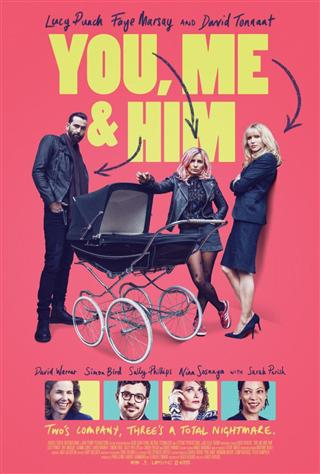 Lucy Punch Faye Marsay AND David Tennant
YOU, ME
& HIM
David Warner Simon Bird Sally Phillips Nina Sosanya WITH Sarah Parish
TWO'S COMPANY, THREE'S A TOTAL NIGHTMARE.